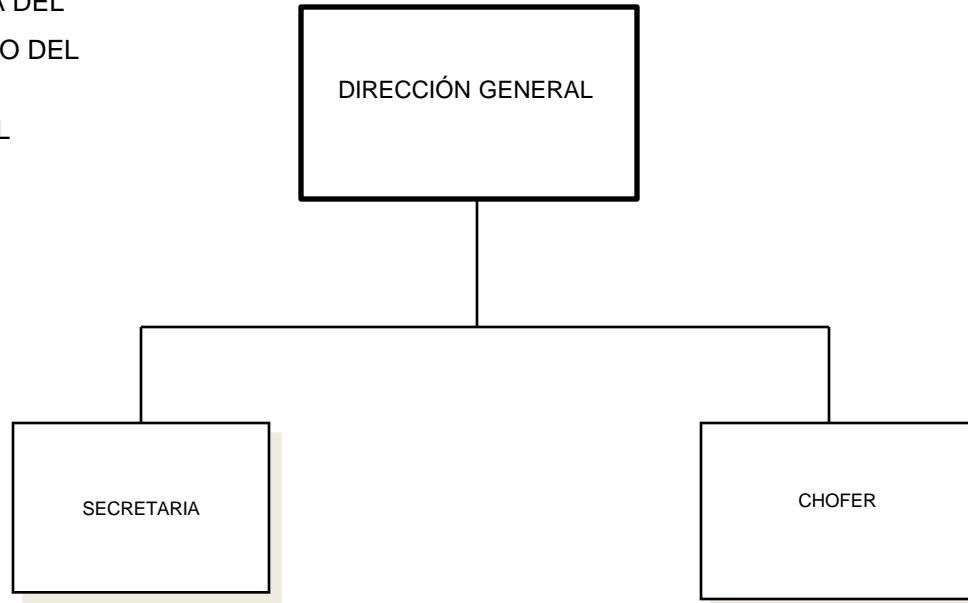 DEL
DIRECCIÓN GENERAL
O DEL
SECRETARIA
CHOFER